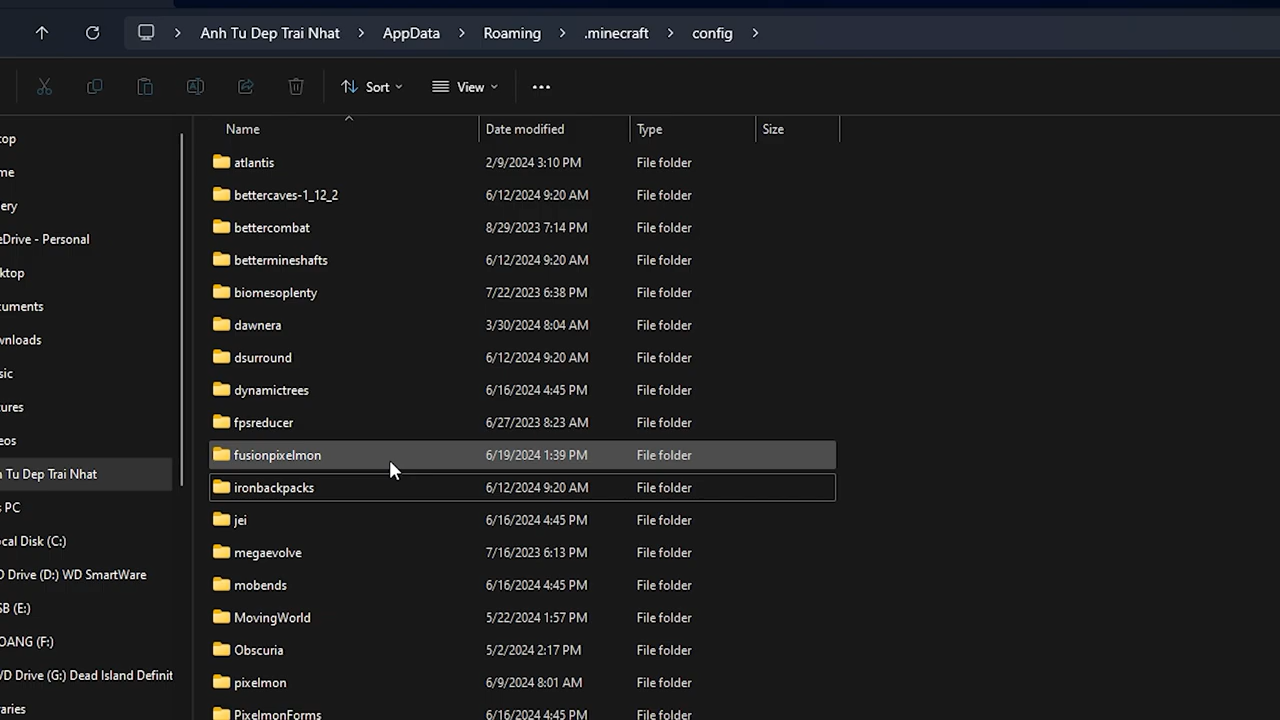 Anh Tu Dep Trai Nhat > AppData > Roaming > .minecraft > config >
Sort View
Name Date modified Type Size
atlantis 2/9/2024 3:10 PM File folder
bettercaves-1_12_2 6/12/2024 9:20 AM File folder
bettercombat 8/29/2023 7:14 PM File folder
bettermineshafts 6/12/2024 9:20 AM File folder
biomesoplenty 7/22/2023 6:38 PM File folder
dawnera 3/30/2024 8:04 AM File folder
dsurround 6/12/2024 9:20 AM File folder
dynamictrees 6/16/2024 4:45 PM File folder
fpsreducer 6/27/2023 8:23 AM File folder
fusionpixelmon 6/19/2024 1:39 PM File folder
ironbackpacks 6/12/2024 9:20 AM File folder
jei 6/16/2024 4:45 PM File folder
megaevolve 7/16/2023 6:13 PM File folder
mobends 6/16/2024 4:45 PM File folder
MovingWorld 5/22/2024 1:57 PM File folder
Obscuria 5/2/2024 2:17 PM File folder
pixelmon 6/9/2024 8:01 AM File folder
PixelmonForms 6/16/2024 4:45 PM File folder
top
me
ery
eDrive - Personal
ktop
cuments
wnloads
sic
tures
eos
h Tu Dep Trai Nhat
s PC
cal Disk (C:)
D Drive (D:) WD SmartWare
SB (E:)
OANG (F:)
VD Drive (G:) Dead Island Definit
raries